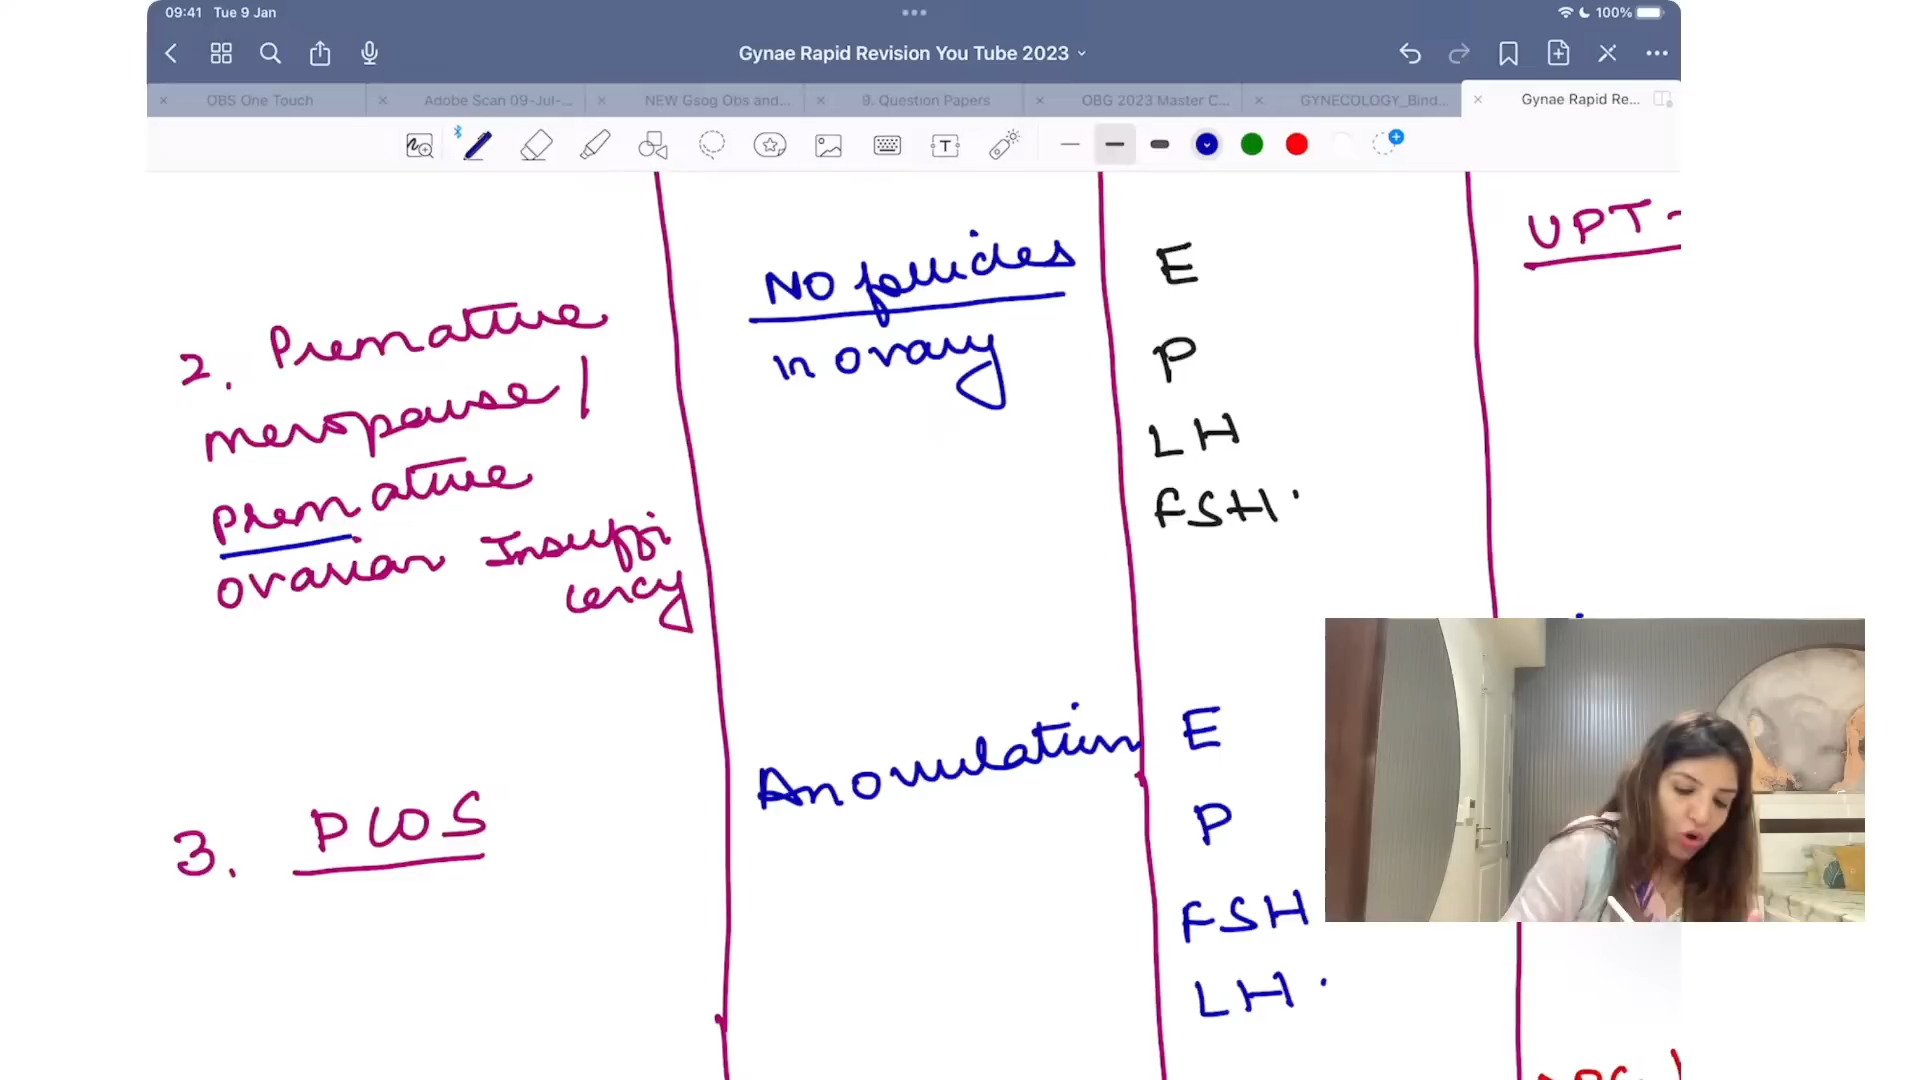 09:41 Tue 9 Jan
100%
Gynae Rapid Revision You Tube 2023
OBS One Touch
Adobe Scan 09-Jul-...
NEW Gsog Obs and...
9. Question Papers
OBG 2023 Master C...
GYNECOLOGY_Bind...
Gynae Rapid Re...
UPT -
2. Premature
menopause /
premature
ovarian Insuffi
ciency
NO follicles
in ovary
E
P
LH
FSH
3. PCOS
Anovulation
E
P
FSH
LH